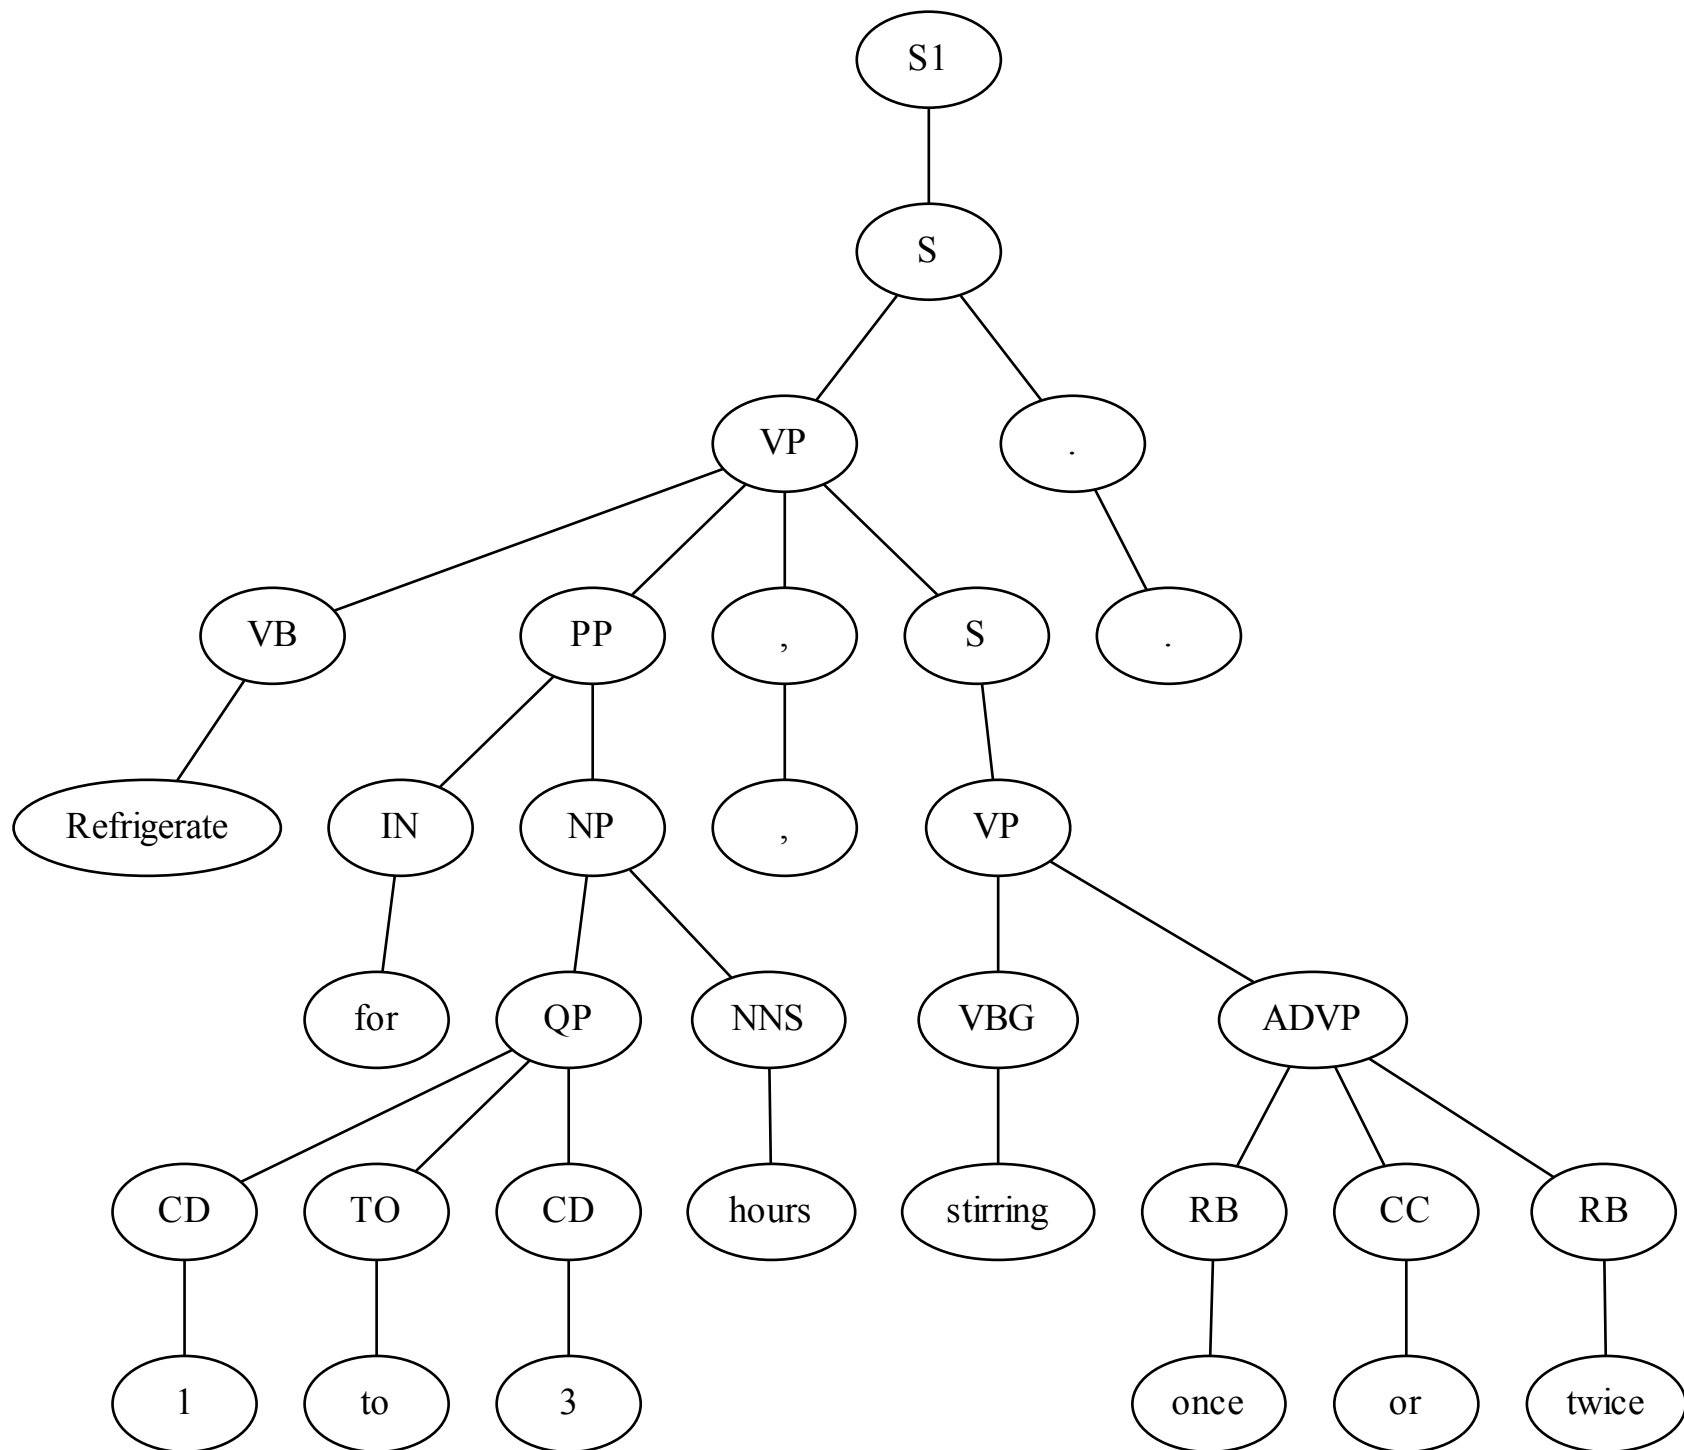 S1
S
VP .
VB PP , S .
Refrigerate IN NP , VP
for QP NNS VBG ADVP
CD TO CD hours stirring RB CC RB
1 to 3 once or twice